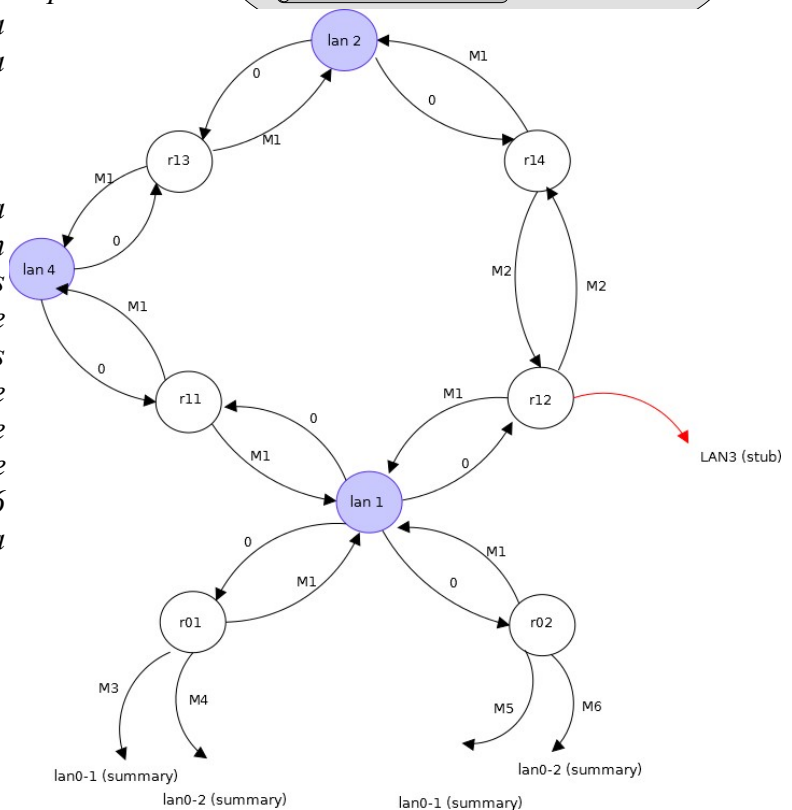 lan 2
0
M1
M1
0
r13
r14
M1
0
lan 4
M2
M2
M1
0
r11
r12
0
M1
M1
0
LAN3 (stub)
lan 1
0
M1
M1
0
r01
r02
M3
M4
M5
M6
lan0-1 (summary)
lan0-2 (summary)
lan0-2 (summary)
lan0-1 (summary)